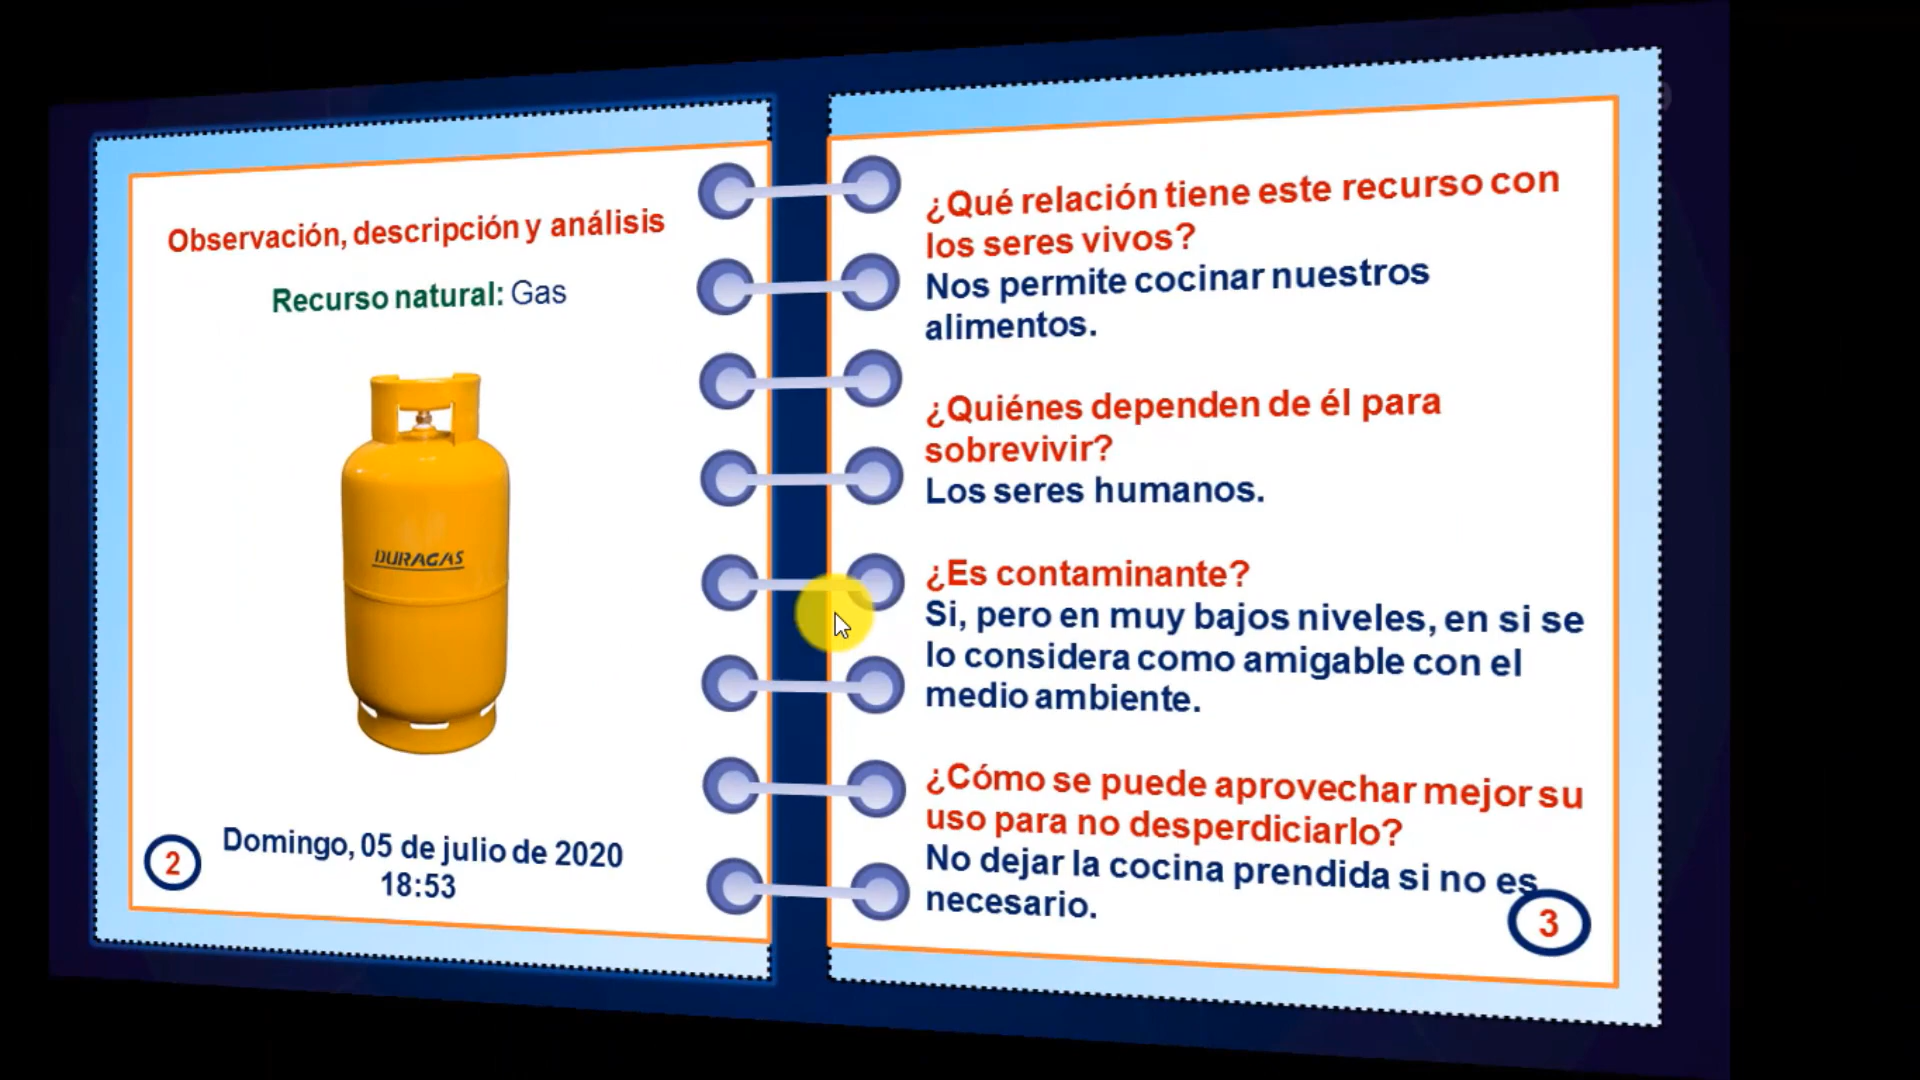 Observación, descripción y análisis
Recurso natural: Gas
DURAGAS
Domingo, 05 de julio de 2020
18:53
2
¿Qué relación tiene este recurso con
los seres vivos?
Nos permite cocinar nuestros
alimentos.
¿Quiénes dependen de él para
sobrevivir?
Los seres humanos.
¿Es contaminante?
Si, pero en muy bajos niveles, en si se
lo considera como amigable con el
medio ambiente.
¿Cómo se puede aprovechar mejor su
uso para no desperdiciarlo?
No dejar la cocina prendida si no es
necesario.
3